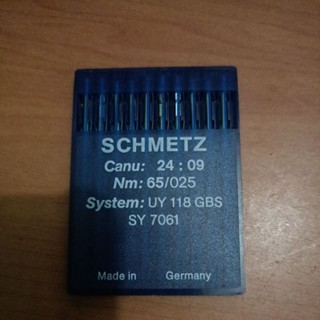 SCHMETZ
Canu: 24 : 09
Nm: 65/025
System: UY 118 GBS
SY 7061
Made in Germany